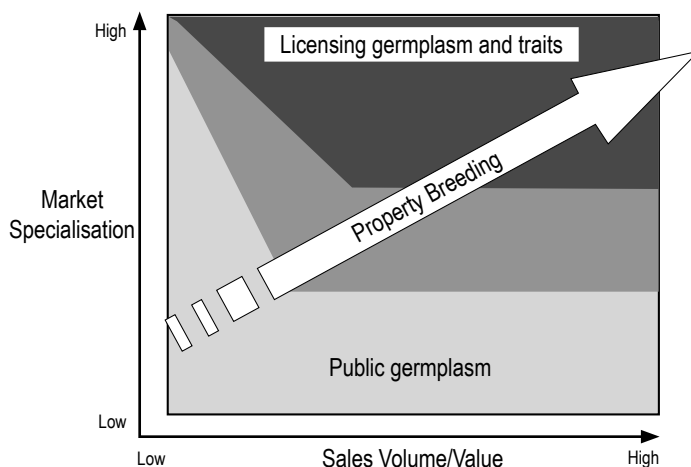 High
Licensing germplasm and traits
Property Breeding
Market
Specialisation
Public germplasm
Low
Low
Sales Volume/Value
High